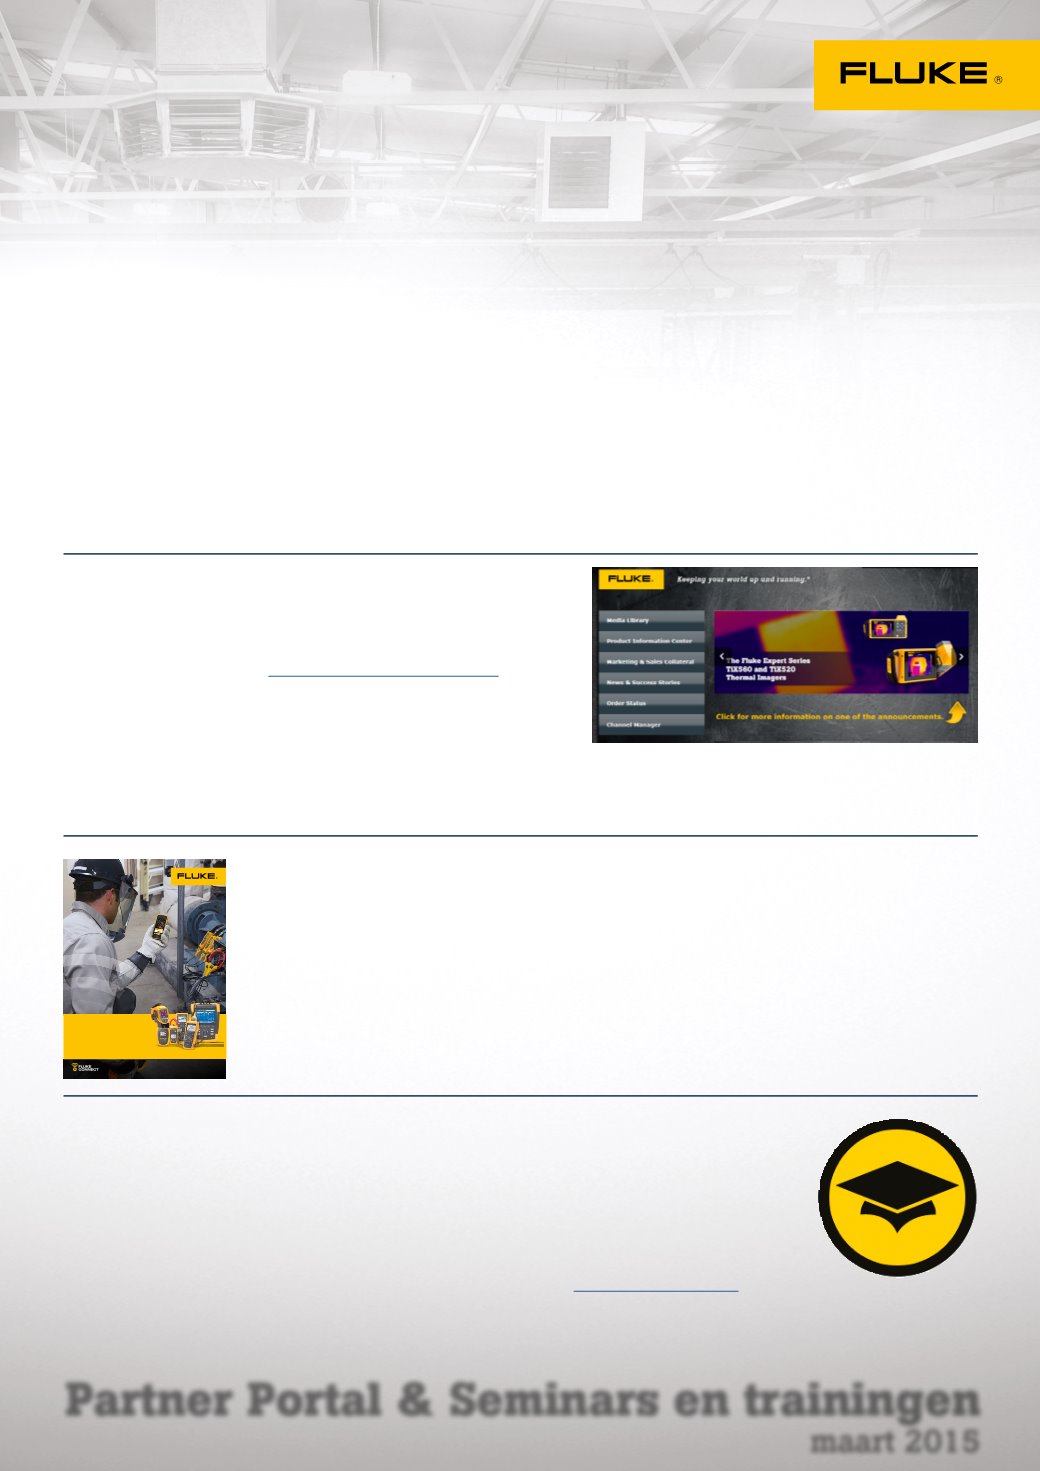 FLUKE®
FLUKE®
Keeping your world up and running.®
Media Library
Product Information Center
Marketing & Sales Collateral
News & Success Stories
Order Status
Channel Manager
The Fluke Expert Series
TiX560 and TiX520
Thermal Imagers
Click for more information on one of the announcements.
FLUKE®
FLUKE
CONNECT
Partner Portal & Seminars en trainingen
maart 2015